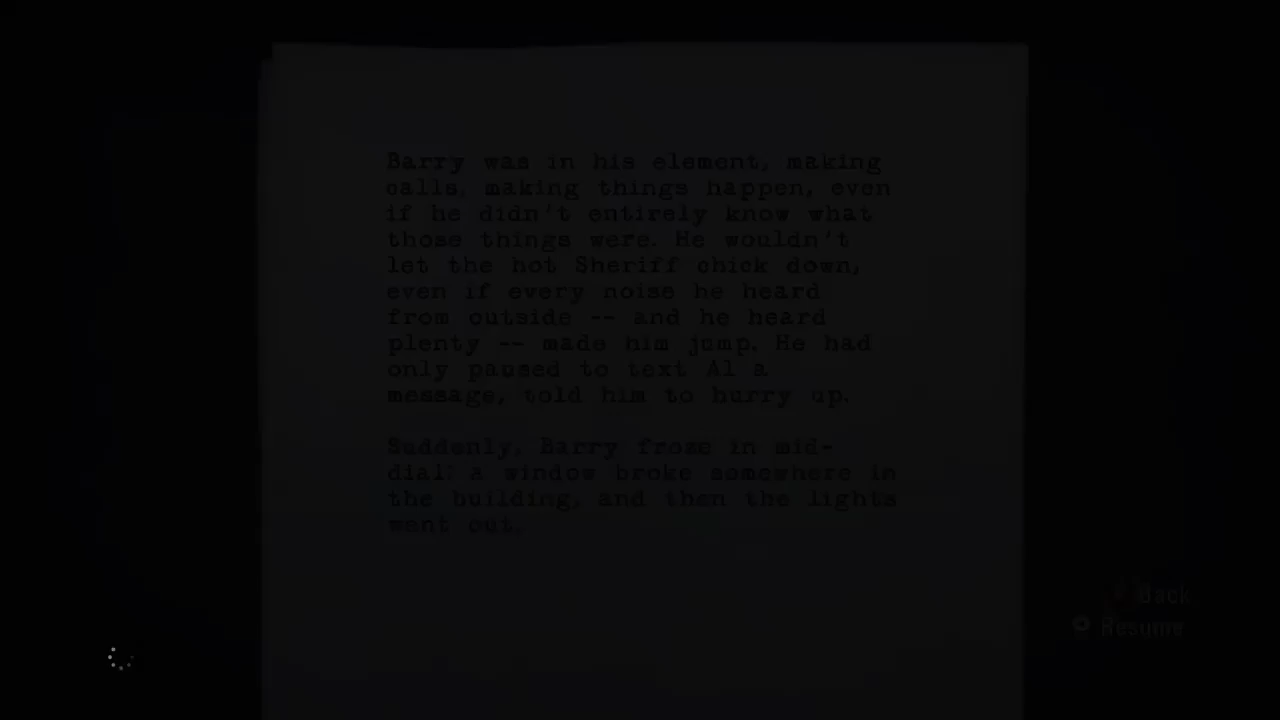 Barry was in his element, making
calls, making things happen, even
if he didn't entirely know what
those things were. He wouldn't
let the hot Sheriff chick down,
even if every noise he heard
from outside -- and he heard
plenty -- made him jump. He had
only paused to text Al a
message, told him to hurry up.
Suddenly, Barry froze in mid-
dial: a window broke somewhere in
the building, and then the lights
went out.
Back
Resume